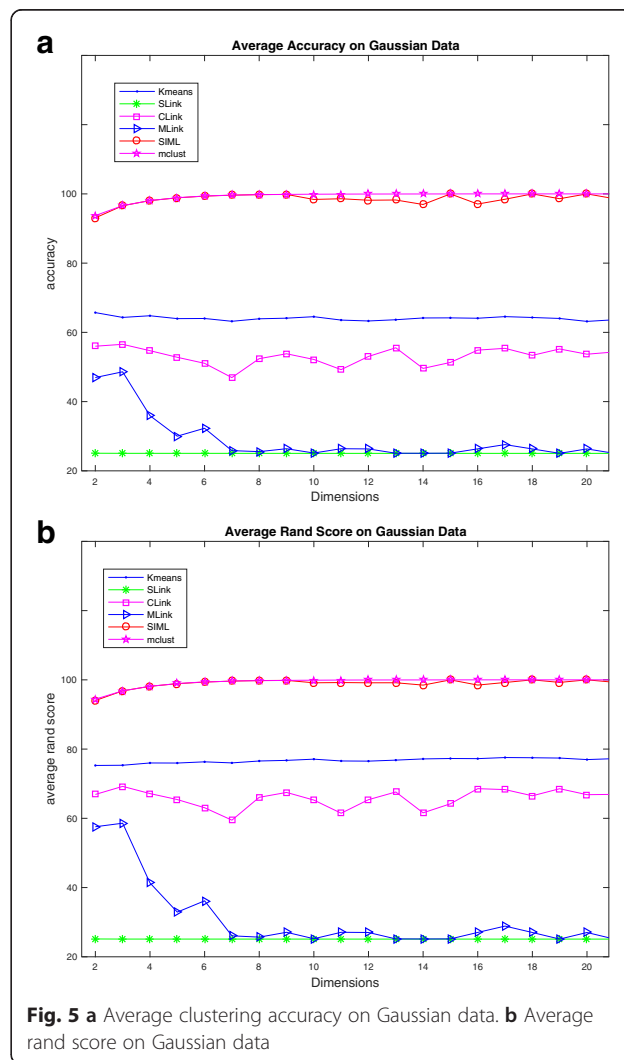 a
Average Accuracy on Gaussian Data
Kmeans
SLink
CLink
MLink
SIML
mclust
100
80
60
40
20
accuracy
2 4 6 8 10 12 14 16 18 20
Dimensions
b
Average Rand Score on Gaussian Data
Kmeans
SLink
CLink
MLink
SIML
mclust
100
80
60
40
20
average rand score
2 4 6 8 10 12 14 16 18 20
Dimensions
Fig. 5 a Average clustering accuracy on Gaussian data. b Average
rand score on Gaussian data